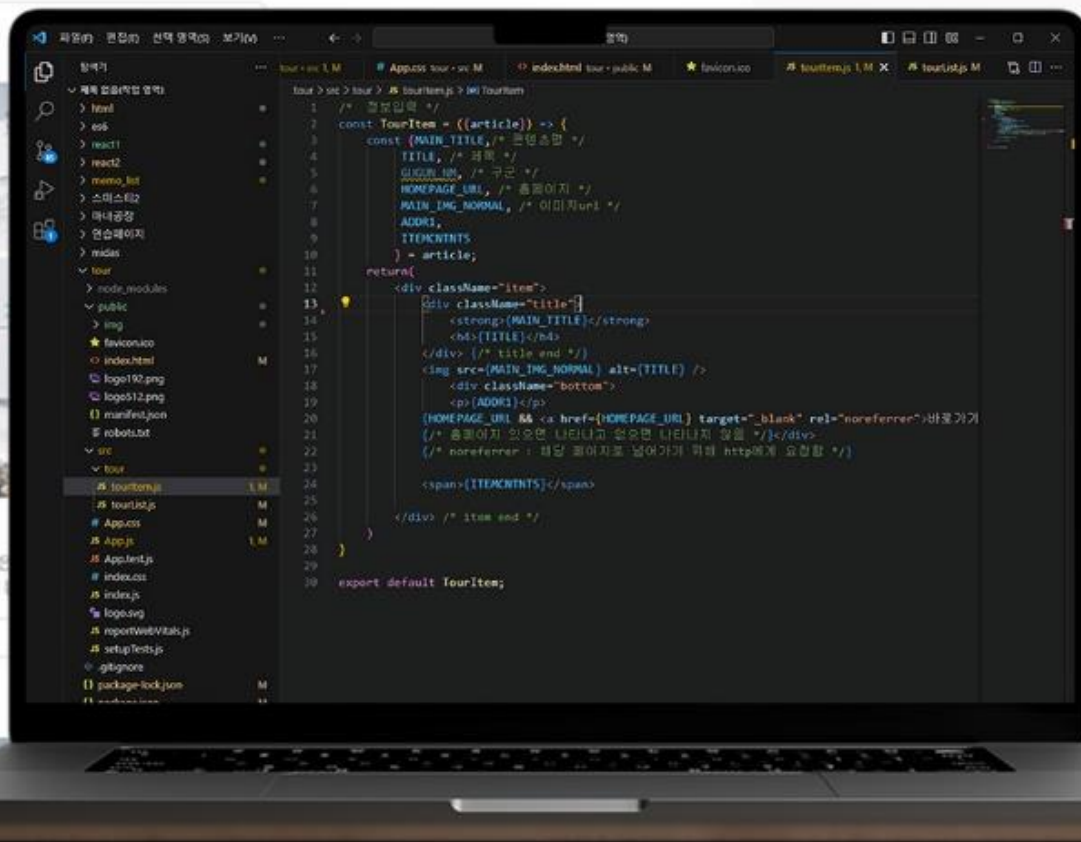 파일(F) 편집(E) 선택 영역(S) 보기(V) ···
영역)
탐색기 ···
제목 없음(작업 영역)
html
es6
react1
react2
memo_list
스미스티2
마녀공장
연습페이지
midas
tour
node_modules
public
img
favicon.ico
index.html M
logo192.png
logo512.png
manifest.json
robots.txt
src
tour
tourItem.js 1, M
tourList.js M
App.css M
App.js 1, M
App.test.js
index.css
index.js
logo.svg
reportWebVitals.js
setupTests.js
.gitignore
package-lock.json M
package.json M
tour • src 1, M # App.css tour • src M index.html tour • public M favicon.ico JS tourItem.js 1, M JS tourList.js M
tour > src > tour > JS tourItem.js > TourItem
1 /* 정보입력 */
2 const TourItem = ({article}) => {
3 const {MAIN_TITLE,/* 콘텐츠명 */
4 TITLE, /* 제목 */
5 GUGUN_NM, /* 구군 */
6 HOMEPAGE_URL, /* 홈페이지 */
7 MAIN_IMG_NORMAL, /* 이미지url */
8 ADDR1,
9 ITEMCNTNTS
10 } = article;
11 return(
12 <div className="item">
13 <div className="title">
14 <strong>{MAIN_TITLE}</strong>
15 <h4>{TITLE}</h4>
16 </div> {/* title end */}
17 <img src={MAIN_IMG_NORMAL} alt={TITLE} />
18 <div className="bottom">
19 <p>{ADDR1}</p>
20 {HOMEPAGE_URL && <a href={HOMEPAGE_URL} target="_blank" rel="noreferrer">바로가기
21 {/* 홈페이지 있으면 나타나고 없으면 나타나지 않음 */}</div>
22 {/* noreferrer : 해당 페이지로 넘어가기 위해 http에게 요청함 */}
23
24 <span>{ITEMCNTNTS}</span>
25
26 </div> /* item end */
27 )
28 }
29
30 export default TourItem;